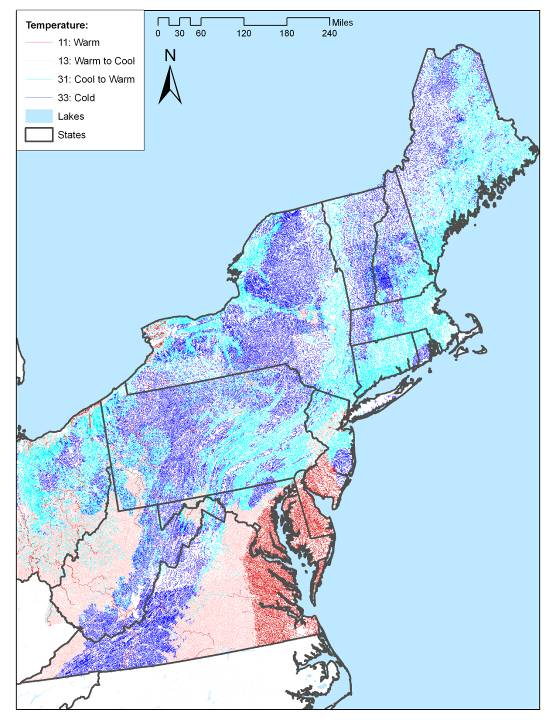 Temperature:
11: Warm
13: Warm to Cool
31: Cool to Warm
33: Cold
Lakes
States
Miles
0 30 60 120 180 240
N